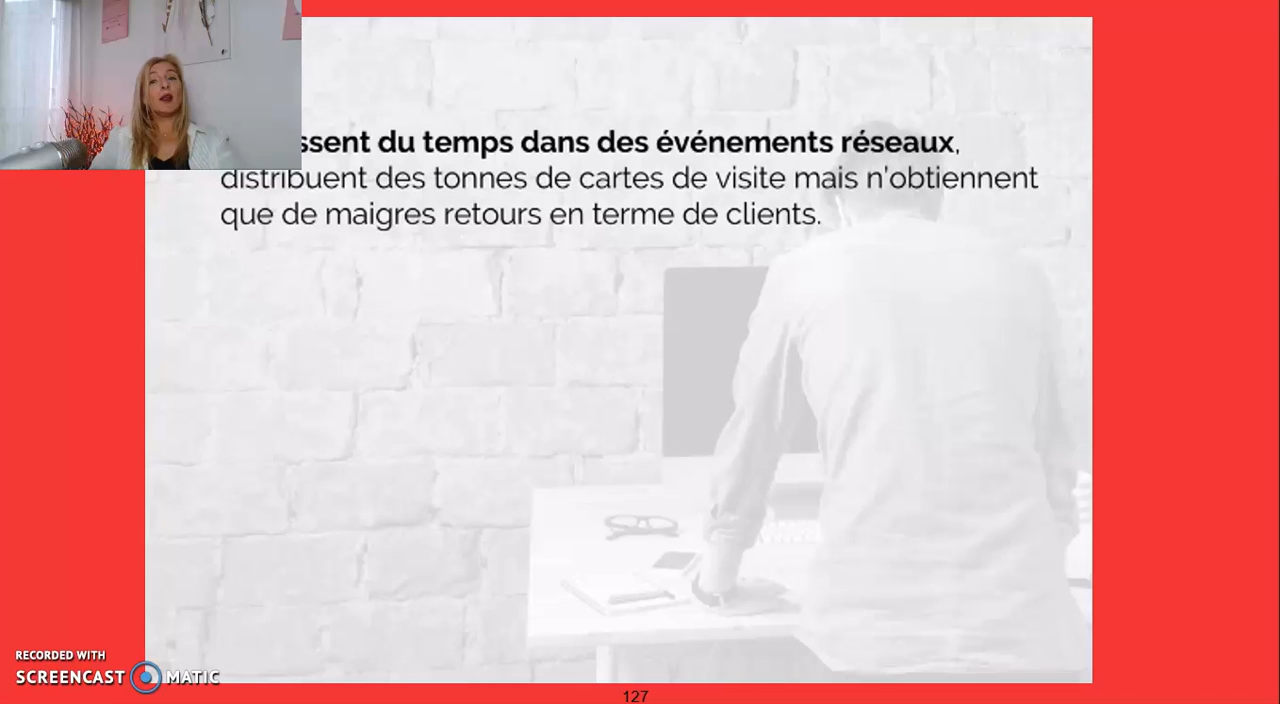 ssent du temps dans des événements réseaux,
distribuent des tonnes de cartes de visite mais n'obtiennent
que de maigres retours en terme de clients.
RECORDED WITH
SCREENCAST MATIC
127